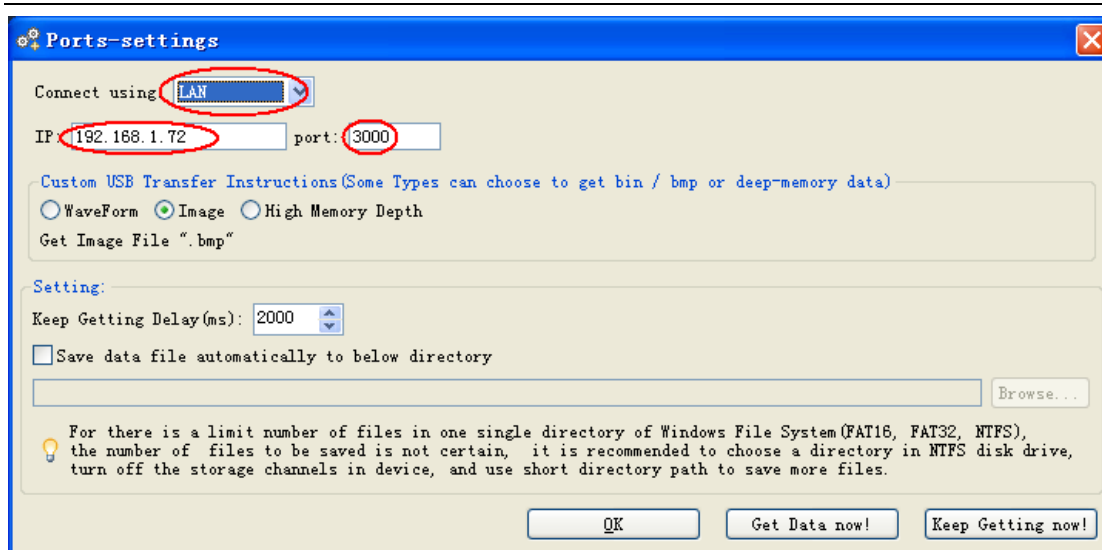 Ports-settings
Connect using: LAN
IP: 192.168.1.72 port: 3000
Custom USB Transfer Instructions(Some Types can choose to get bin / bmp or deep-memory data)
WaveForm Image High Memory Depth
Get Image File ".bmp"
Setting:
Keep Getting Delay(ms): 2000
Save data file automatically to below directory
Browse...
For there is a limit number of files in one single directory of Windows File System(FAT16, FAT32, NTFS),
the number of files to be saved is not certain, it is recommended to choose a directory in NTFS disk drive,
turn off the storage channels in device, and use short directory path to save more files.
OK Get Data now! Keep Getting now!